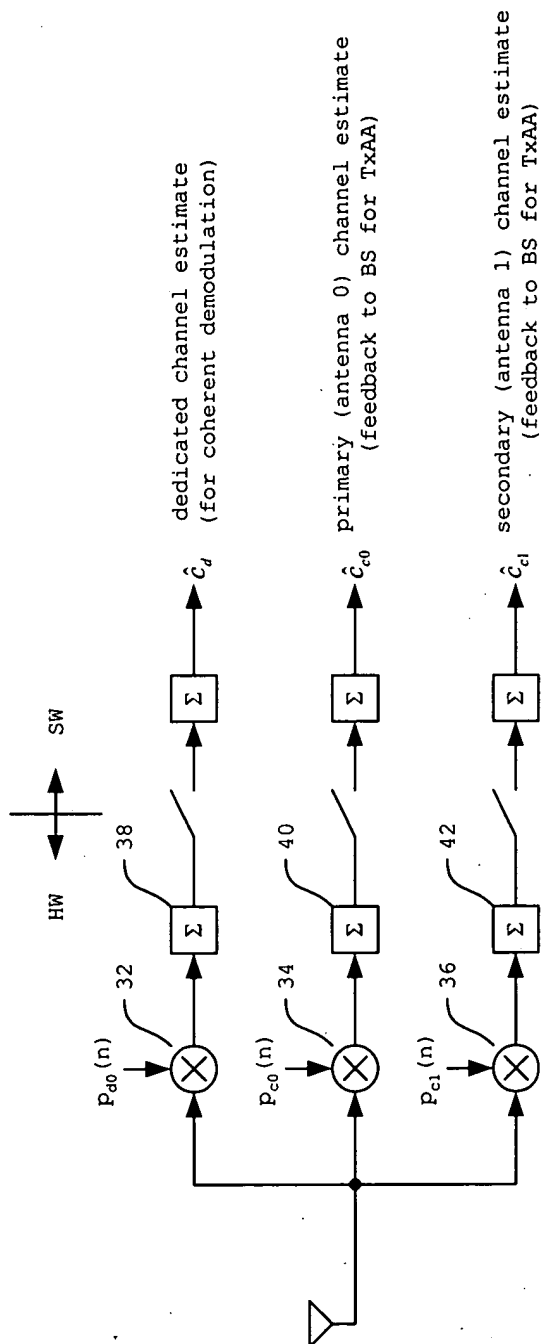 HW
SW
p_d0(n)
32
38
Σ
Σ
ĉ_d
dedicated channel estimate
(for coherent demodulation)
p_c0(n)
34
40
Σ
Σ
ĉ_c0
primary (antenna 0) channel estimate
(feedback to BS for TxAA)
p_c1(n)
36
42
Σ
Σ
ĉ_c1
secondary (antenna 1) channel estimate
(feedback to BS for TxAA)